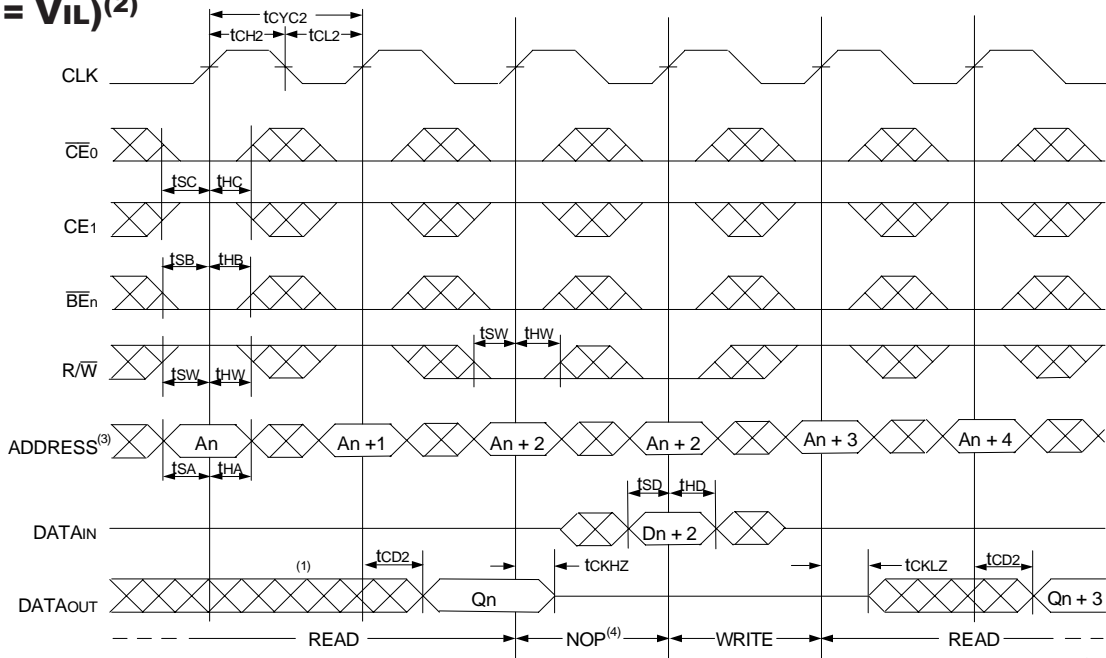 = VIL)(2)
tCYC2
tCH2 tCL2
CLK
CE0
tSC tHC
CE1
tSB tHB
BEn
tSW tHW
R/W
tSW tHW
ADDRESS(3) An An +1 An + 2 An + 2 An + 3 An + 4
tSA tHA
tSD tHD
DATAIN Dn + 2
(1) tCD2 tCKHZ tCKLZ tCD2
DATAOUT Qn Qn + 3
READ NOP(4) WRITE READ